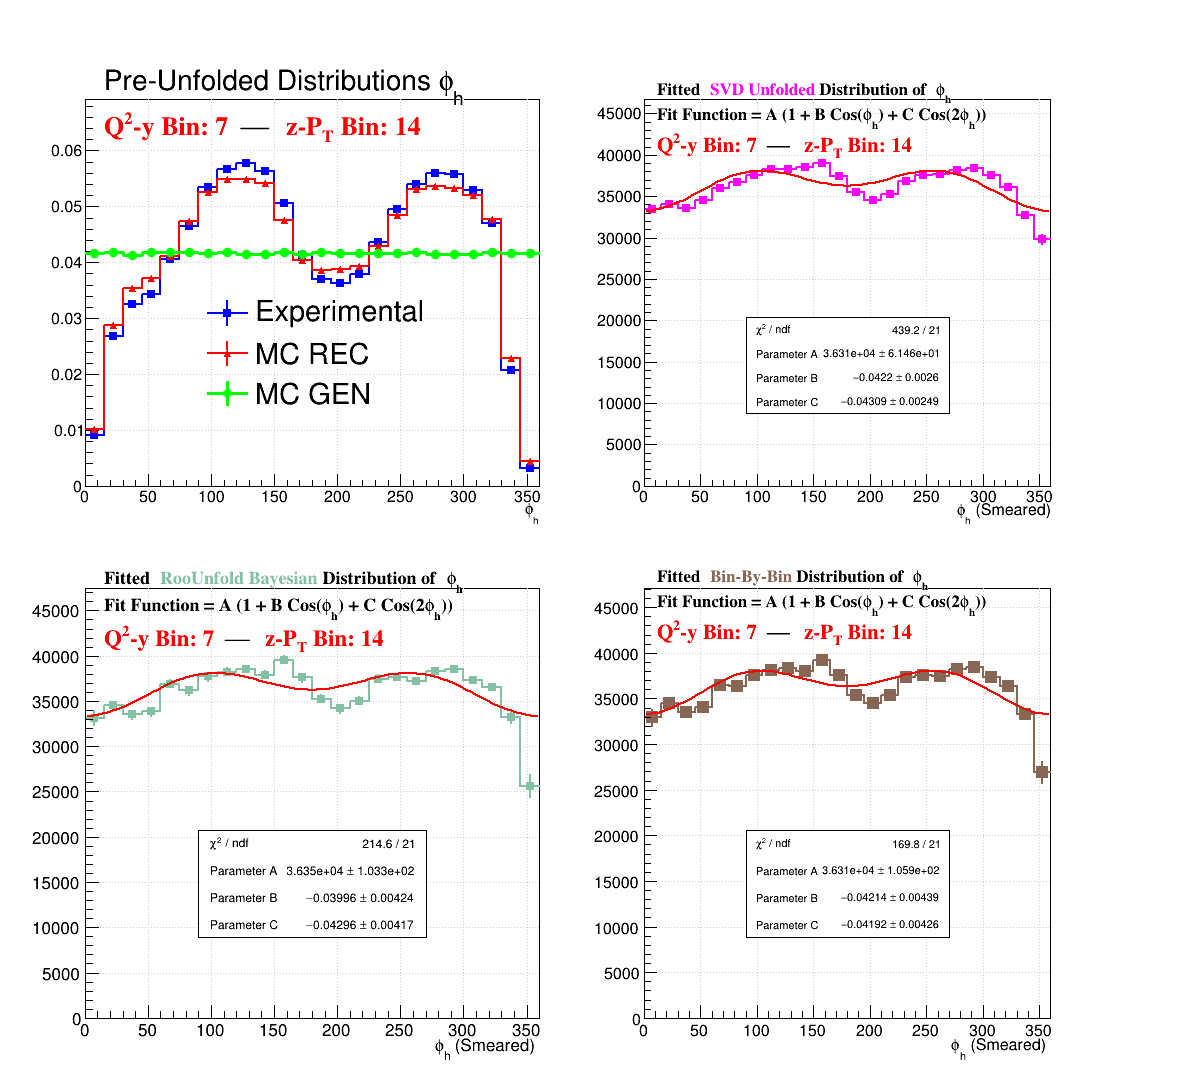 Pre-Unfolded Distributions ϕh
Q²-y Bin: 7 — z-PT Bin: 14
0.06
0.05
0.04
0.03
0.02
0.01
0
Experimental
MC REC
MC GEN
0 50 100 150 200 250 300 350
ϕh
Fitted SVD Unfolded Distribution of ϕh
Fit Function = A (1 + B Cos(ϕh) + C Cos(2ϕh))
Q²-y Bin: 7 — z-PT Bin: 14
45000
40000
35000
30000
25000
20000
15000
10000
5000
0
χ² / ndf 439.2 / 21
Parameter A 3.631e+04 ± 6.146e+01
Parameter B −0.0422 ± 0.0026
Parameter C −0.04309 ± 0.00249
0 50 100 150 200 250 300 350
ϕh (Smeared)
Fitted RooUnfold Bayesian Distribution of ϕh
Fit Function = A (1 + B Cos(ϕh) + C Cos(2ϕh))
Q²-y Bin: 7 — z-PT Bin: 14
45000
40000
35000
30000
25000
20000
15000
10000
5000
0
χ² / ndf 214.6 / 21
Parameter A 3.635e+04 ± 1.033e+02
Parameter B −0.03996 ± 0.00424
Parameter C −0.04296 ± 0.00417
0 50 100 150 200 250 300 350
ϕh (Smeared)
Fitted Bin-By-Bin Distribution of ϕh
Fit Function = A (1 + B Cos(ϕh) + C Cos(2ϕh))
Q²-y Bin: 7 — z-PT Bin: 14
45000
40000
35000
30000
25000
20000
15000
10000
5000
0
χ² / ndf 169.8 / 21
Parameter A 3.631e+04 ± 1.059e+02
Parameter B −0.04214 ± 0.00439
Parameter C −0.04192 ± 0.00426
0 50 100 150 200 250 300 350
ϕh (Smeared)